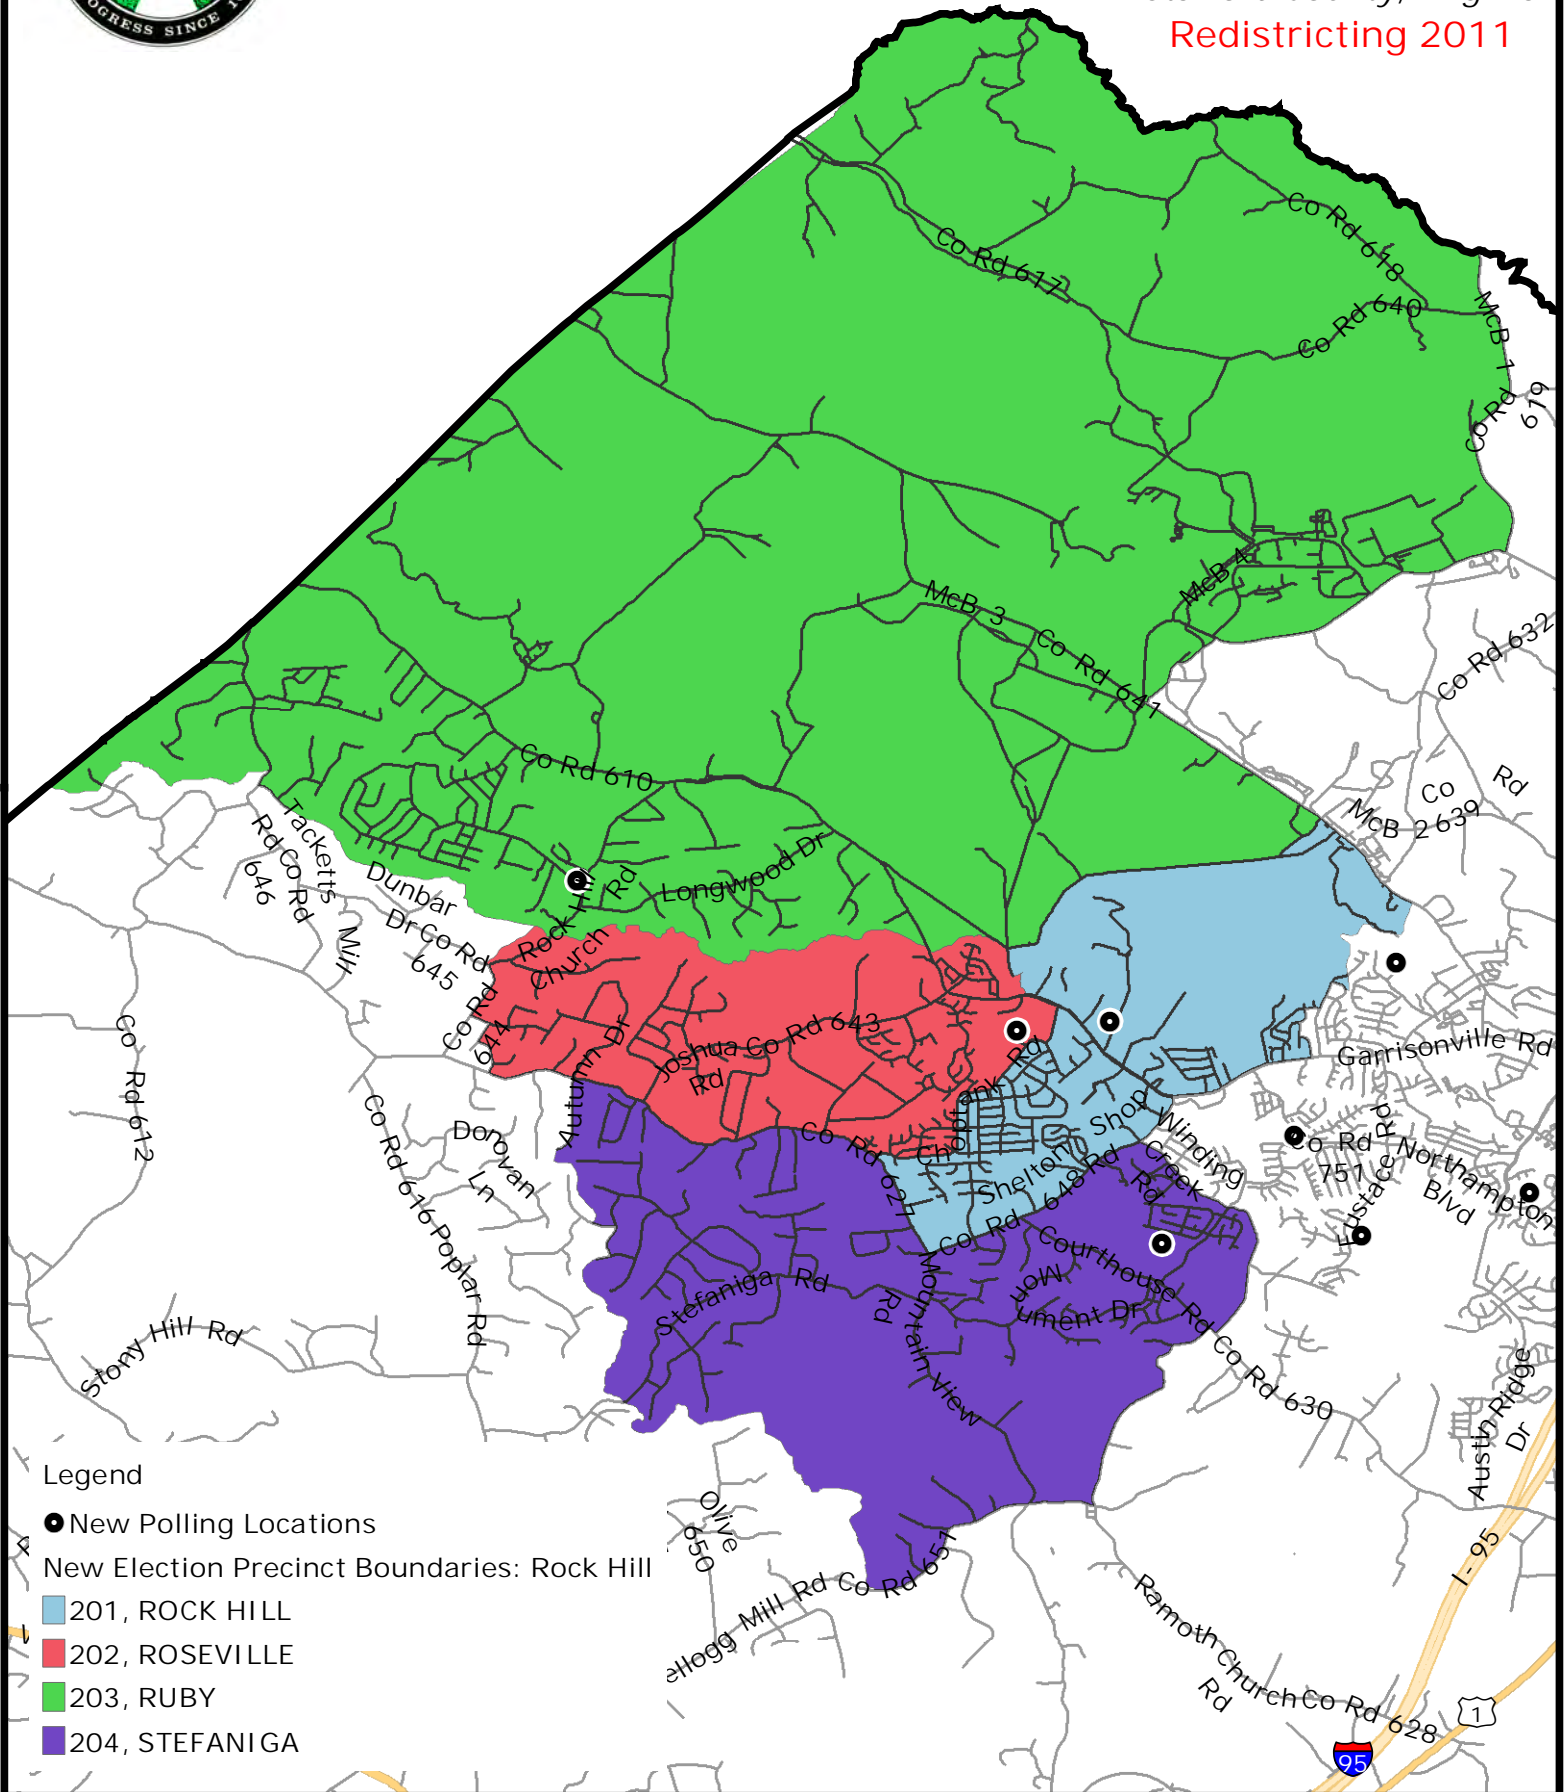 OGRESS SINCE
Redistricting 2011
Co Rd 618
Co Rd 617
Co Rd 640
McB 1
Co Rd
619
McB 4
McB 3
Co Rd 641
Co Rd 632
Co Rd 610
Co
639
Rd
McB 2
Tacketts
Mill
Rd
Co Rd
646
Dunbar
Dr
Co Rd
645
Rock Hill
Church
Rd
Longwood Dr
Co Rd
644
Autumn Dr
Joshua
Rd
Co Rd 643
Choptank Rd
Garrisonville Rd
Co Rd 612
Donovan
Ln
Co Rd 616
Poplar Rd
Co Rd 627
Shelton Shop
Rd
Co Rd 648
Winding
Creek
Rd
Co Rd
751
Eustace Rd
Northampton
Blvd
Courthouse Rd
Mon
ument Dr
Stefaniga Rd
Mountain View
Rd
Stony Hill Rd
Co Rd 630
Austin Ridge
Dr
Olive
650
ellogg Mill Rd
Co Rd 651
I-95
Ramoth Church
Rd
Co Rd 628
1
95
Legend
New Polling Locations
New Election Precinct Boundaries: Rock Hill
201, ROCK HILL
202, ROSEVILLE
203, RUBY
204, STEFANIGA